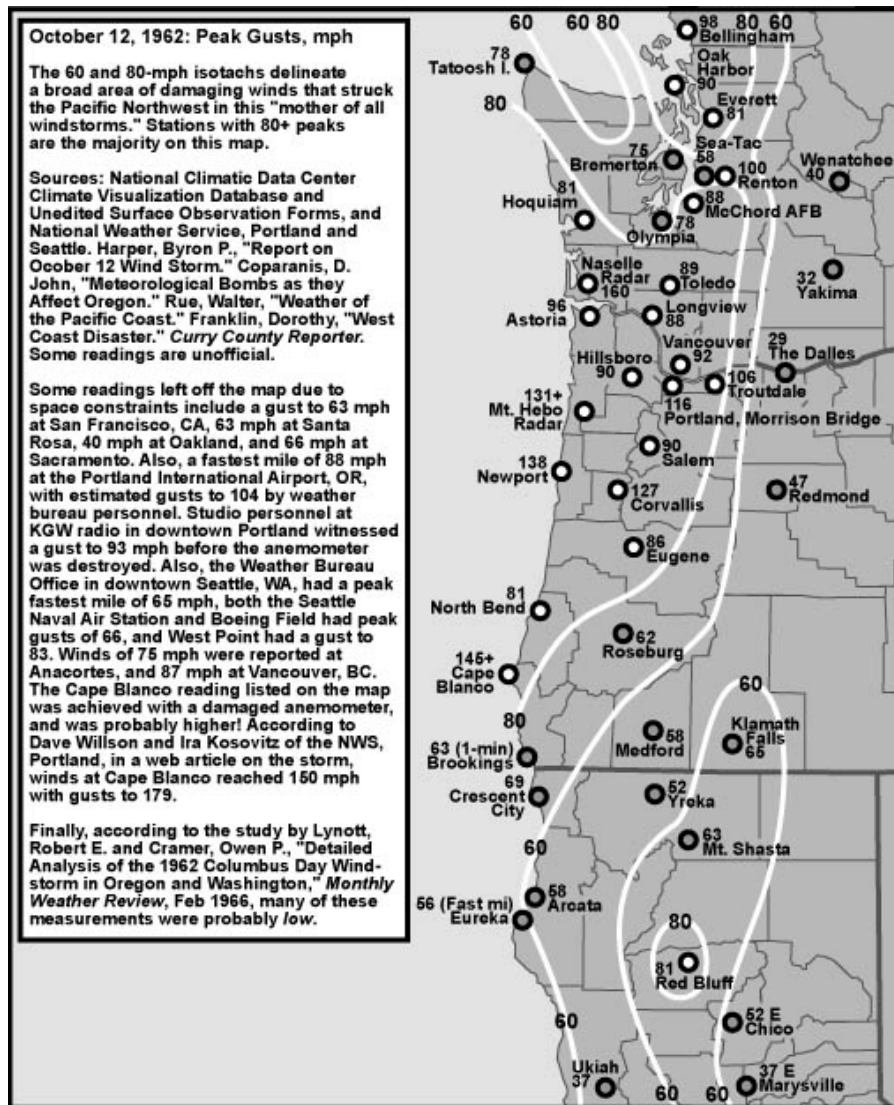 October 12, 1962: Peak Gusts, mph
The 60 and 80-mph isotachs delineate
a broad area of damaging winds that struck
the Pacific Northwest in this "mother of all
windstorms." Stations with 80+ peaks
are the majority on this map.
Sources: National Climatic Data Center
Climate Visualization Database and
Unedited Surface Observation Forms, and
National Weather Service, Portland and
Seattle. Harper, Byron P., "Report on
Ocober 12 Wind Storm." Coparanis, D.
John, "Meteorological Bombs as they
Affect Oregon." Rue, Walter, "Weather of
the Pacific Coast." Franklin, Dorothy, "West
Coast Disaster." Curry County Reporter.
Some readings are unofficial.
Some readings left off the map due to
space constraints include a gust to 63 mph
at San Francisco, CA, 63 mph at Santa
Rosa, 40 mph at Oakland, and 66 mph at
Sacramento. Also, a fastest mile of 88 mph
at the Portland International Airport, OR,
with estimated gusts to 104 by weather
bureau personnel. Studio personnel at
KGW radio in downtown Portland witnessed
a gust to 93 mph before the anemometer
was destroyed. Also, the Weather Bureau
Office in downtown Seattle, WA, had a peak
fastest mile of 65 mph, both the Seattle
Naval Air Station and Boeing Field had peak
gusts of 66, and West Point had a gust to
83. Winds of 75 mph were reported at
Anacortes, and 87 mph at Vancouver, BC.
The Cape Blanco reading listed on the map
was achieved with a damaged anemometer,
and was probably higher! According to
Dave Willson and Ira Kosovitz of the NWS,
Portland, in a web article on the storm,
winds at Cape Blanco reached 150 mph
with gusts to 179.
Finally, according to the study by Lynott,
Robert E. and Cramer, Owen P., "Detailed
Analysis of the 1962 Columbus Day Wind-
storm in Oregon and Washington," Monthly
Weather Review, Feb 1966, many of these
measurements were probably low.
60
60
80
80
60
98
Bellingham
78
Tatoosh I.
Oak
Harbor
90
80
Everett
81
75
Bremerton
Sea-Tac
58
100
Renton
Wenatchee
40
81
Hoquiam
88
McChord AFB
78
Olympia
Naselle
Radar
160
89
Toledo
32
Yakima
96
Astoria
Longview
88
Vancouver
92
29
The Dalles
Hillsboro
90
106
Troutdale
116
Portland, Morrison Bridge
131+
Mt. Hebo
Radar
90
Salem
138
Newport
127
Corvallis
47
Redmond
86
Eugene
81
North Bend
62
Roseburg
145+
Cape
Blanco
60
80
58
Medford
Klamath
Falls
65
63 (1-min)
Brookings
69
Crescent
City
52
Yreka
63
Mt. Shasta
60
58
Arcata
56 (Fast mi)
Eureka
80
81
Red Bluff
60
52 E
Chico
Ukiah
37
60
60
37 E
Marysville